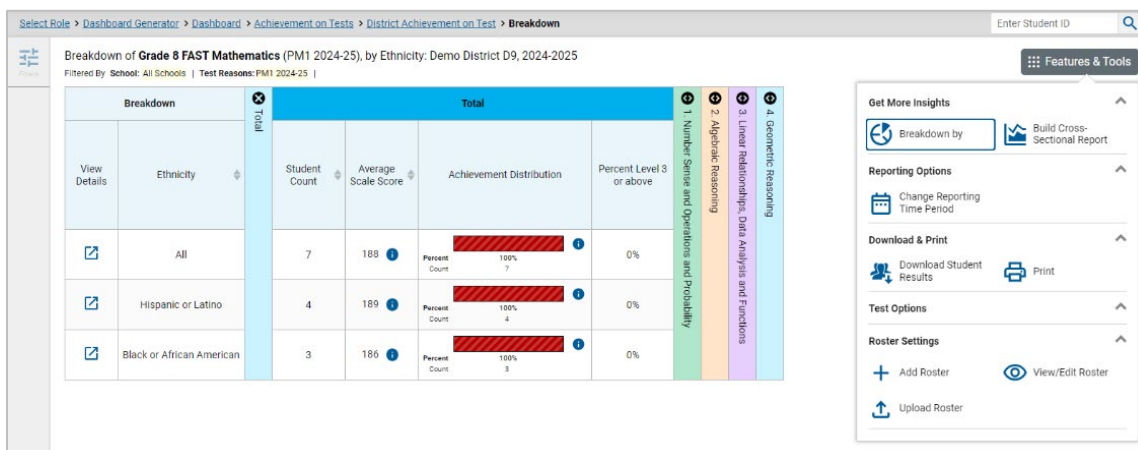 Select Role > Dashboard Generator > Dashboard > Achievement on Tests > District Achievement on Test > Breakdown
Enter Student ID
Filters
Breakdown of Grade 8 FAST Mathematics (PM1 2024-25), by Ethnicity: Demo District D9, 2024-2025
Filtered By School: All Schools | Test Reasons: PM1 2024-25 |
Features & Tools
Breakdown
Total
Total
View Details
Ethnicity
Student Count
Average Scale Score
Achievement Distribution
Percent Level 3 or above
1. Number Sense and Operations and Probability
2. Algebraic Reasoning
3. Linear Relationships, Data Analysis and Functions
4. Geometric Reasoning
All 7 188 Percent 100% 0%
Count 7
Hispanic or Latino 4 189 Percent 100% 0%
Count 4
Black or African American 3 186 Percent 100% 0%
Count 3
Get More Insights
Breakdown by
Build Cross-
Sectional Report
Reporting Options
Change Reporting
Time Period
Download & Print
Download Student
Results
Print
Test Options
Roster Settings
Add Roster
View/Edit Roster
Upload Roster